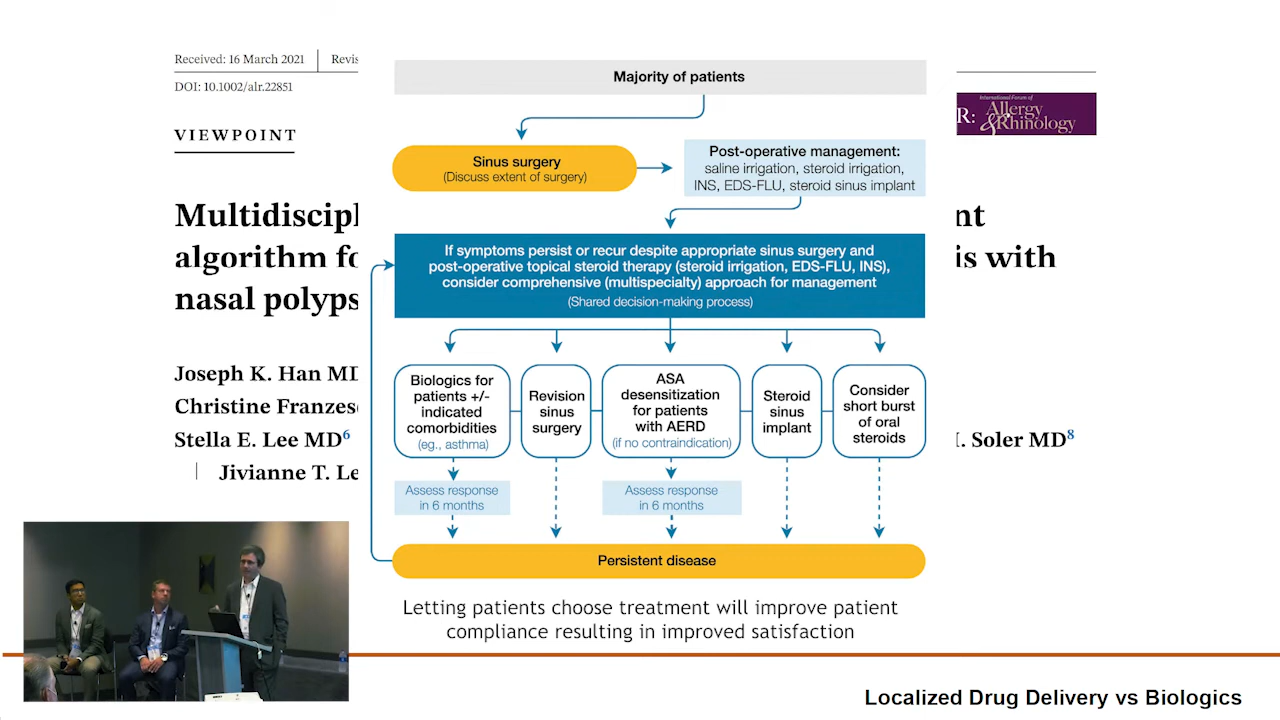 Received: 16 March 2021
Revis
DOI: 10.1002/alr.22851
VIEWPOINT
R:
International Forum of
Allergy
&Rhinology
Multidiscipl
nt
algorithm fo
is with
nasal polyps
Joseph K. Han MD
Christine Franzese
Stella E. Lee MD6
I. Soler MD8
Jivianne T. Le
Majority of patients
Sinus surgery
(Discuss extent of surgery)
Post-operative management:
saline irrigation, steroid irrigation,
INS, EDS-FLU, steroid sinus implant
If symptoms persist or recur despite appropriate sinus surgery and
post-operative topical steroid therapy (steroid irrigation, EDS-FLU, INS),
consider comprehensive (multispecialty) approach for management
(Shared decision-making process)
Biologics for
patients +/-
indicated
comorbidities
(eg., asthma)
Revision
sinus
surgery
ASA
desensitization
for patients
with AERD
(if no contraindication)
Steroid
sinus
implant
Consider
short burst
of oral
steroids
Assess response
in 6 months
Assess response
in 6 months
Persistent disease
Letting patients choose treatment will improve patient
compliance resulting in improved satisfaction
Localized Drug Delivery vs Biologics